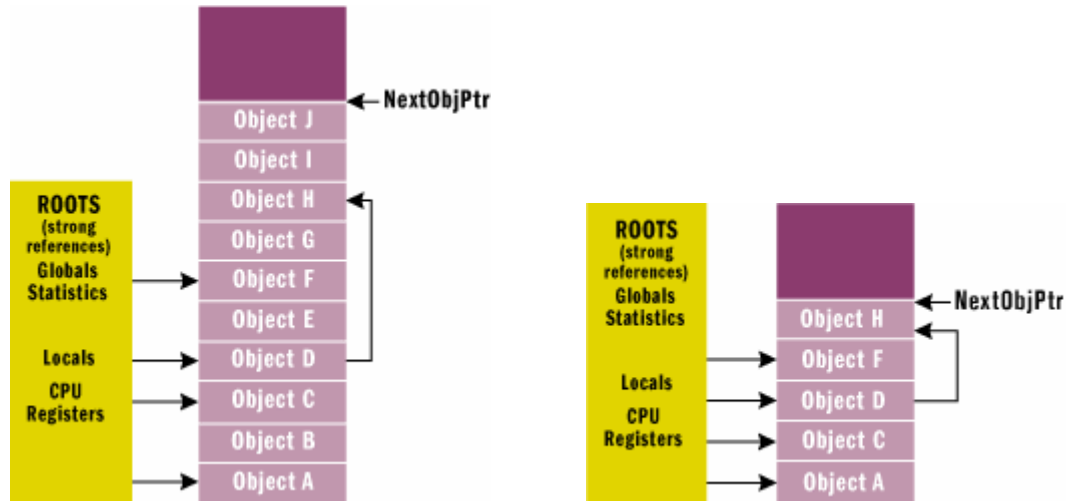 NextObjPtr
Object J
Object I
Object H
Object G
Object F
Object E
Object D
Object C
Object B
Object A
ROOTS
(strong
references)
Globals
Statistics
Locals
CPU
Registers
NextObjPtr
Object H
Object F
Object D
Object C
Object A
ROOTS
(strong
references)
Globals
Statistics
Locals
CPU
Registers